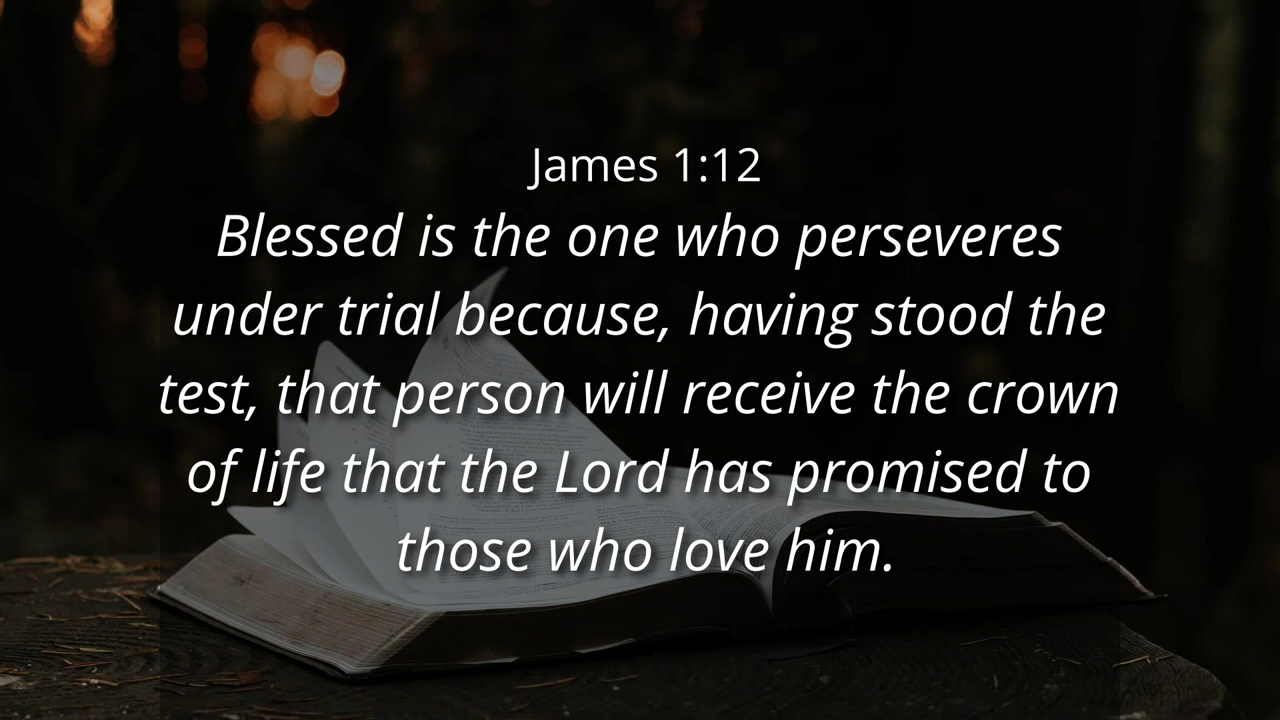 James 1:12
Blessed is the one who perseveres
under trial because, having stood the
test, that person will receive the crown
of life that the Lord has promised to
those who love him.